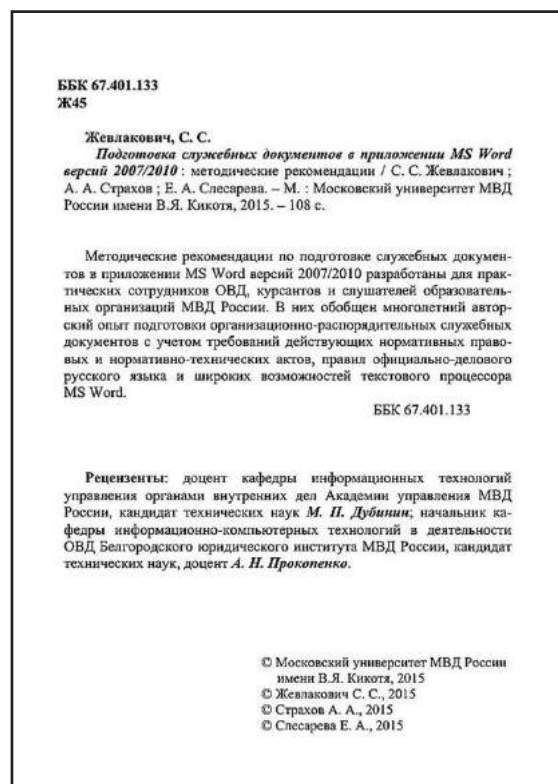 ББК 67.401.133
Ж45
Жевлакович, С. С.
Подготовка служебных документов в приложении MS Word
версий 2007/2010 : методические рекомендации / С. С. Жевлакович ;
А. А. Страхов ; Е. А. Слесарева. – М. : Московский университет МВД
России имени В.Я. Кикотя, 2015. – 108 с.
Методические рекомендации по подготовке служебных докумен-
тов в приложении MS Word версий 2007/2010 разработаны для прак-
тических сотрудников ОВД, курсантов и слушателей образователь-
ных организаций МВД России. В них обобщен многолетний автор-
ский опыт подготовки организационно-распорядительных служебных
документов с учетом требований действующих нормативных право-
вых и нормативно-технических актов, правил официально-делового
русского языка и широких возможностей текстового процессора
MS Word.
ББК 67.401.133
Рецензенты: доцент кафедры информационных технологий
управления органами внутренних дел Академии управления МВД
России, кандидат технических наук М. П. Дубинин; начальник ка-
федры информационно-компьютерных технологий в деятельности
ОВД Белгородского юридического института МВД России, кандидат
технических наук, доцент А. Н. Прокопенко.
© Московский университет МВД России
имени В.Я. Кикотя, 2015
© Жевлакович С. С., 2015
© Страхов А. А., 2015
© Слесарева Е. А., 2015